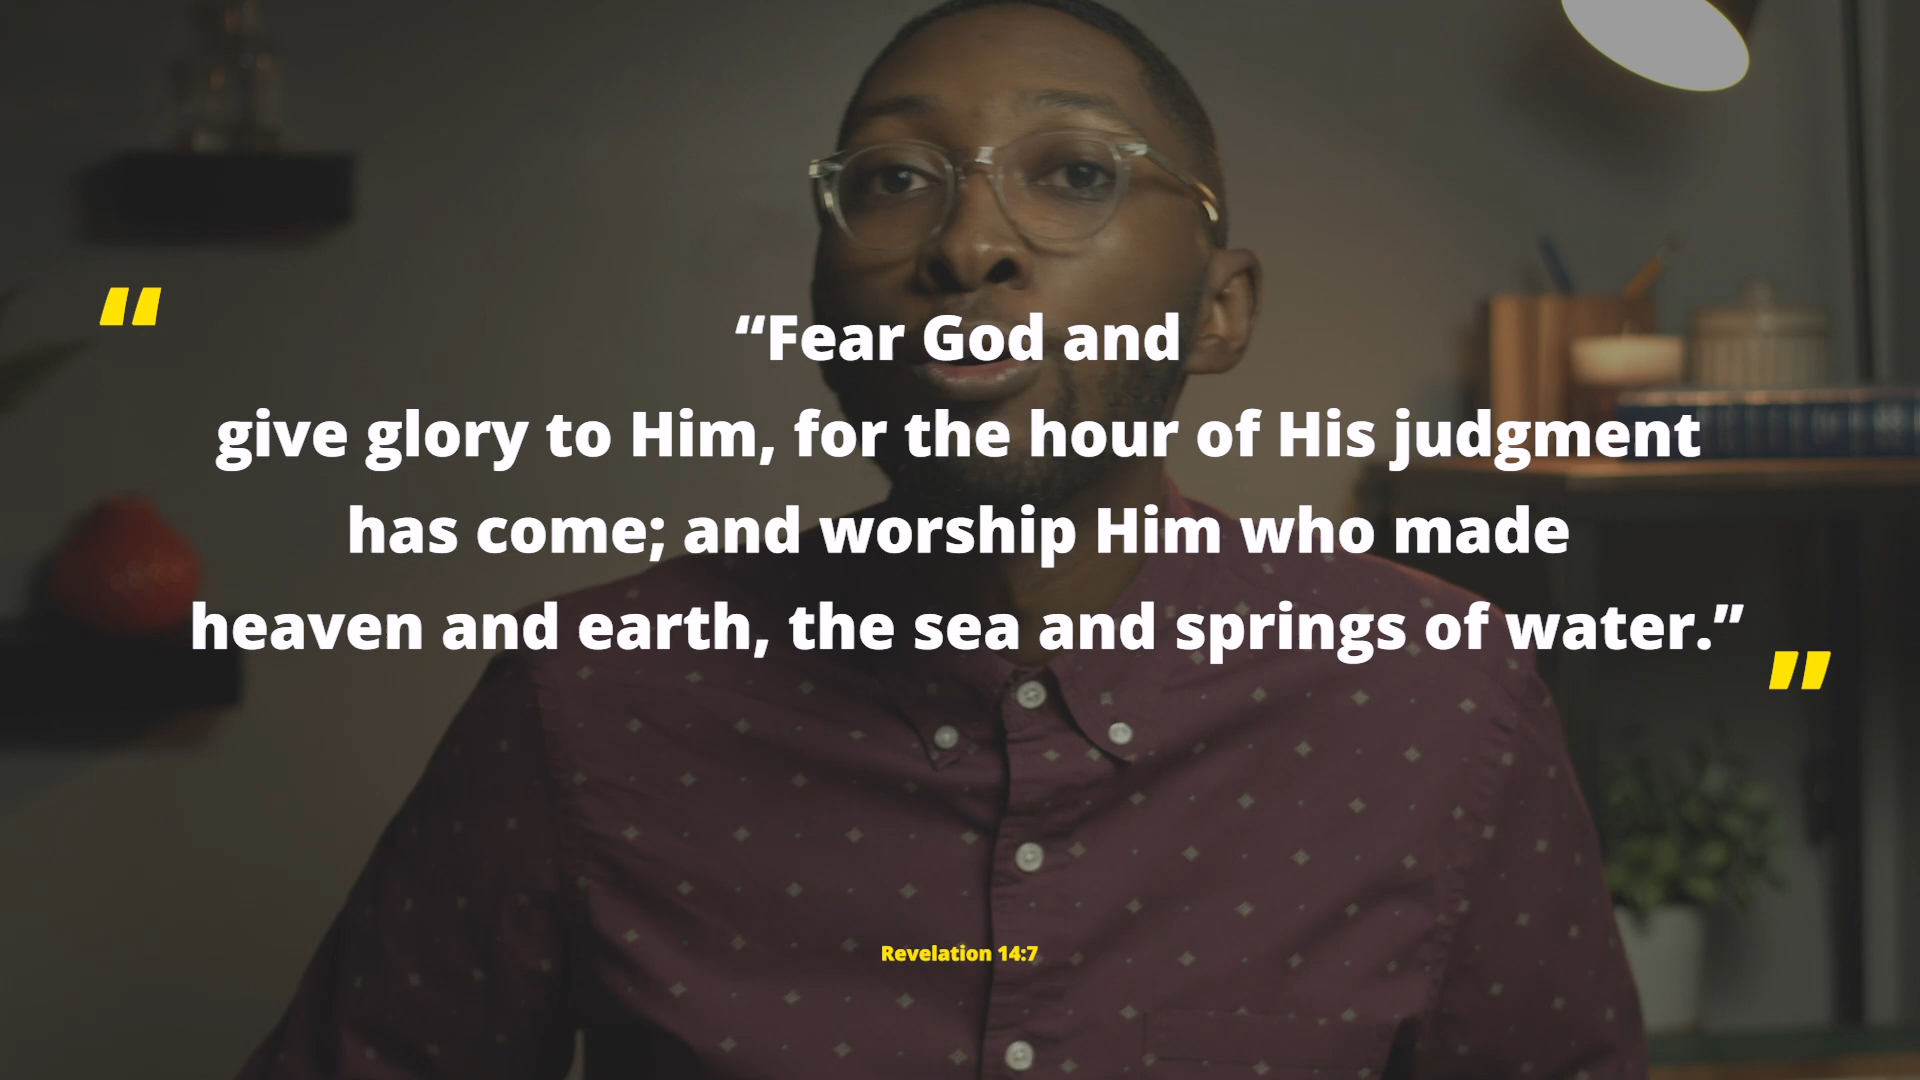 “Fear God and
give glory to Him, for the hour of His judgment
has come; and worship Him who made
heaven and earth, the sea and springs of water.”
Revelation 14:7